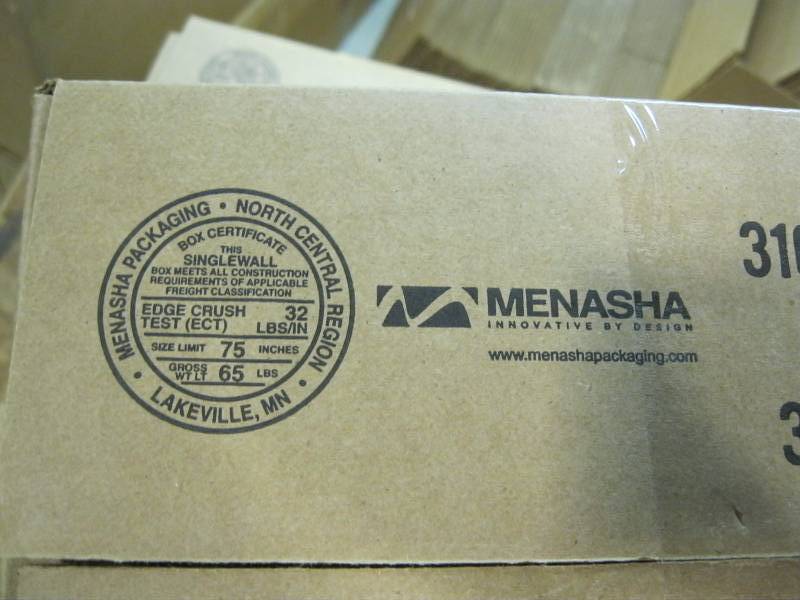 MENASHA PACKAGING • NORTH CENTRAL REGION •
LAKEVILLE, MN •
BOX CERTIFICATE
THIS
SINGLEWALL
BOX MEETS ALL CONSTRUCTION
REQUIREMENTS OF APPLICABLE
FREIGHT CLASSIFICATION
EDGE CRUSH TEST (ECT) 32 LBS/IN
SIZE LIMIT 75 INCHES
GROSS WT LT 65 LBS
MENASHA
INNOVATIVE BY DESIGN
www.menashapackaging.com
31
3